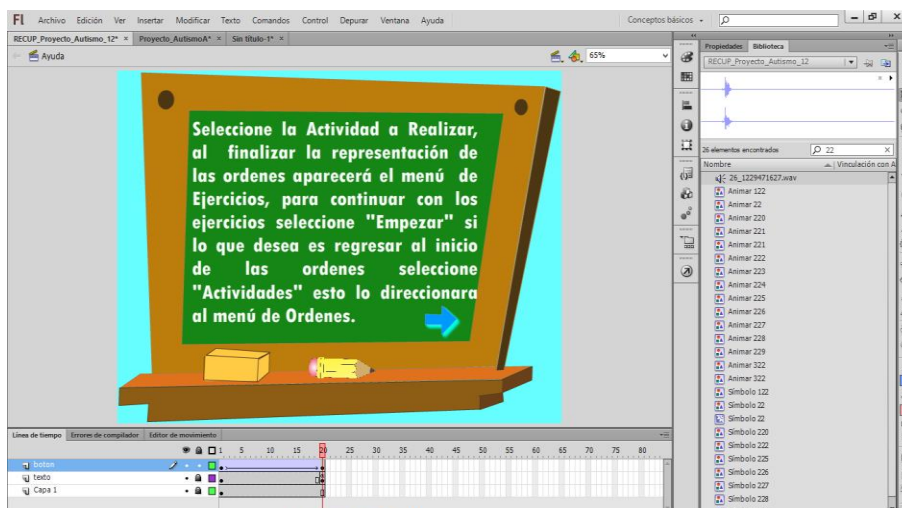 Fl Archivo Edición Ver Insertar Modificar Texto Comandos Control Depurar Ventana Ayuda Conceptos básicos
RECUP_Proyecto_Autismo_12* × Proyecto_AutismoA* × Sin título-1* ×
Ayuda 65%
Seleccione la Actividad a Realizar,
al finalizar la representación de
las ordenes aparecerá el menú de
Ejercicios, para continuar con los
ejercicios seleccione "Empezar" si
lo que desea es regresar al inicio
de las ordenes seleccione
"Actividades" esto lo direccionara
al menú de Ordenes.
Propiedades Biblioteca
RECUP_Proyecto_Autismo_12
26 elementos encontrados 22
Nombre Vinculación con A
26_1229471627.wav
Animar 122
Animar 22
Animar 220
Animar 221
Animar 221
Animar 222
Animar 223
Animar 224
Animar 225
Animar 226
Animar 227
Animar 228
Animar 229
Animar 322
Animar 322
Símbolo 122
Símbolo 22
Símbolo 220
Símbolo 222
Símbolo 225
Símbolo 226
Símbolo 227
Símbolo 228
Línea de tiempo Errores de compilador Editor de movimiento
1 5 10 15 20 25 30 35 40 45 50 55 60 65 70 75 80
boton
texto
Capa 1